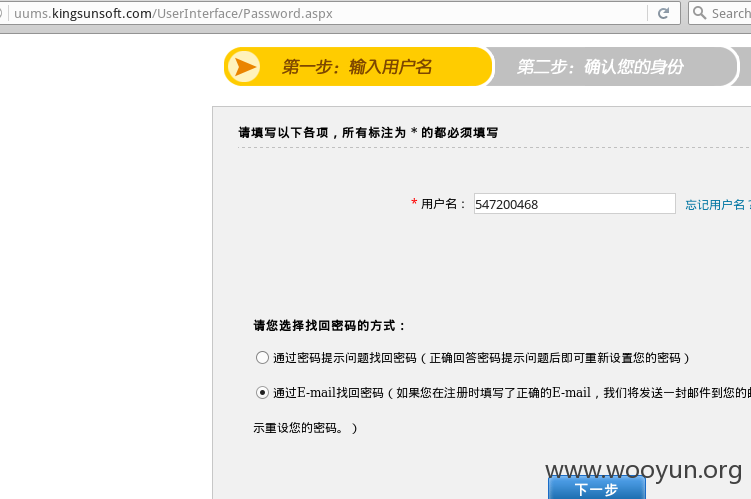 uums.kingsunsoft.com/UserInterface/Password.aspx
Search
第一步：输入用户名
第二步：确认您的身份
请填写以下各项，所有标注为 * 的都必须填写
* 用户名： 547200468 忘记用户名？
请您选择找回密码的方式：
通过密码提示问题找回密码（正确回答密码提示问题后即可重新设置您的密码）
通过E-mail找回密码（如果您在注册时填写了正确的E-mail，我们将发送一封邮件到您的邮
示重设您的密码。）
www.wooyun.org
下一步